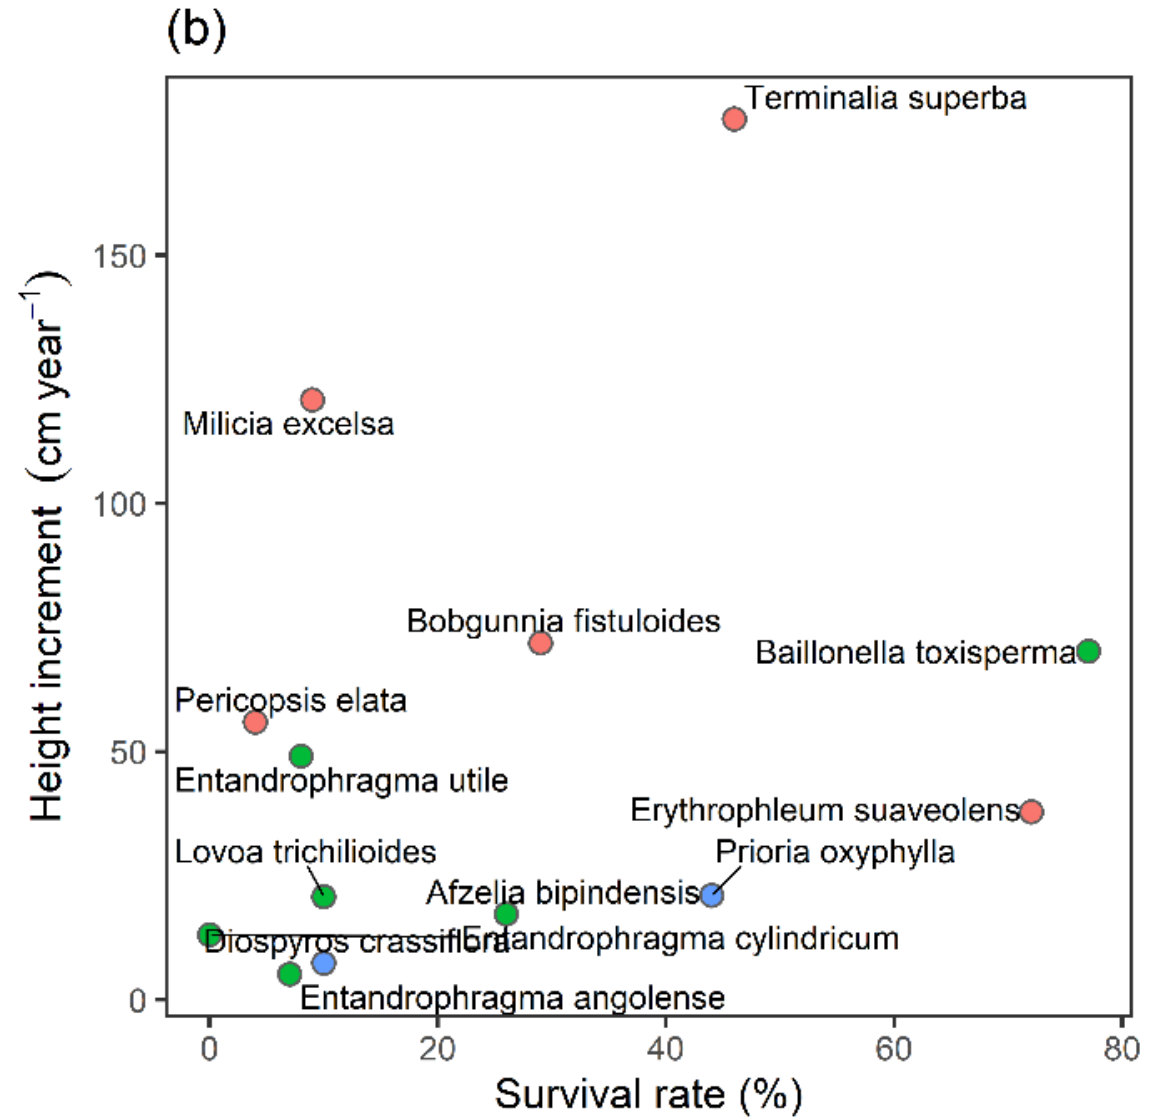 (b)
Terminalia superba
150
Milicia excelsa
100
Bobgunnia fistuloides
Baillonella toxisperma
Pericopsis elata
50
Entandrophragma utile
Erythrophleum suaveolens
Lovoa trichilioides
Prioria oxyphylla
Afzelia bipindensis
Diospyros crassiflora
Entandrophragma cylindricum
Entandrophragma angolense
0
0 20 40 60 80
Survival rate (%)
Height increment (cm year⁻¹)